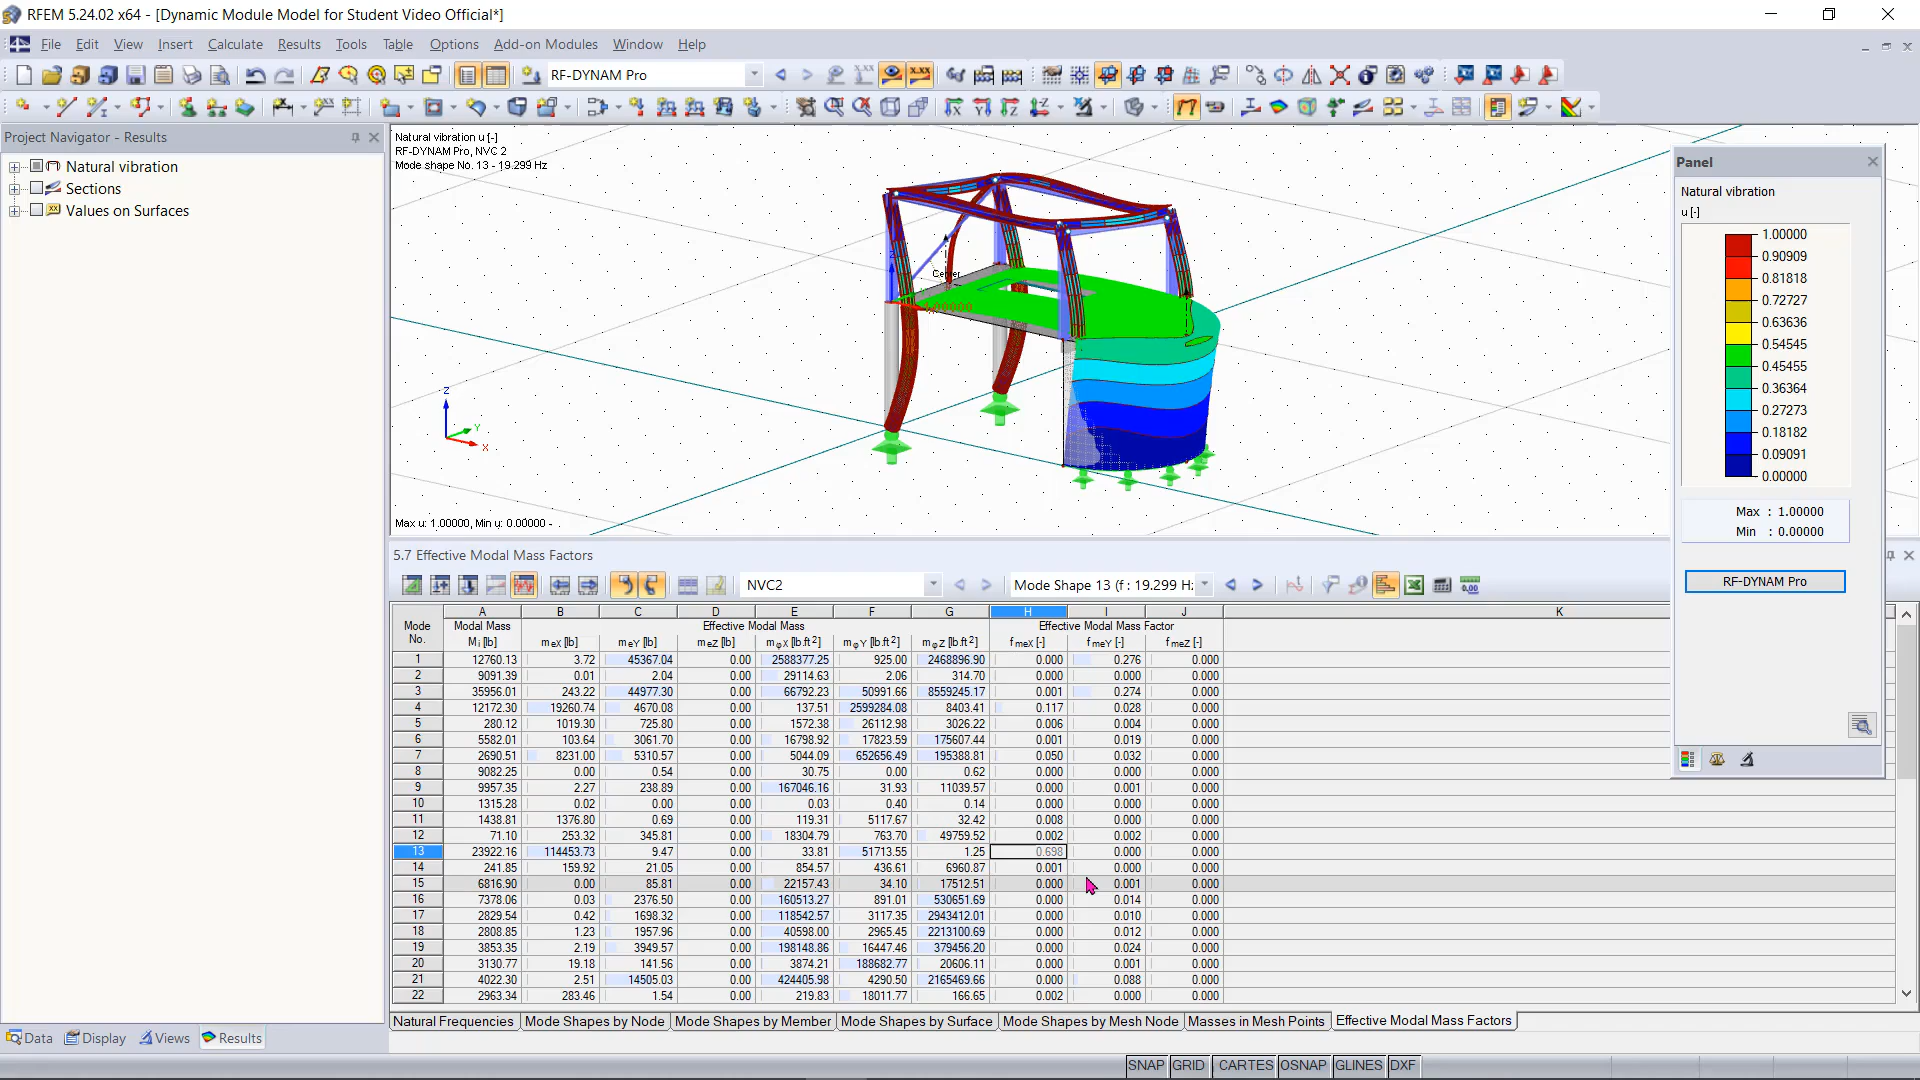 RFEM 5.24.02 x64 - [Dynamic Module Model for Student Video Official*]
File Edit View Insert Calculate Results Tools Table Options Add-on Modules Window Help
RF-DYNAM Pro
Project Navigator - Results
Natural vibration
Sections
Values on Surfaces
Natural vibration u [-]
RF-DYNAM Pro, NVC 2
Mode shape No. 13 - 19.299 Hz
Center
1.00000
Z
Y
X
Max u: 1.00000, Min u: 0.00000 -
Panel
Natural vibration
u [-]
1.00000
0.90909
0.81818
0.72727
0.63636
0.54545
0.45455
0.36364
0.27273
0.18182
0.09091
0.00000
Max : 1.00000
Min : 0.00000
RF-DYNAM Pro
5.7 Effective Modal Mass Factors
NVC2
Mode Shape 13 (f : 19.299 Hz
A B C D E F G H I J K
Mode Modal Mass Effective Modal Mass Effective Modal Mass Factor
No. Mi [lb] meX [lb] meY [lb] meZ [lb] mφX [lb.ft2] mφY [lb.ft2] mφZ [lb.ft2] fmeX [-] fmeY [-] fmeZ [-]
1 12760.13 3.72 45367.04 0.00 2588377.25 925.00 2468896.90 0.000 0.276 0.000
2 9091.39 0.01 2.04 0.00 29114.63 2.06 314.70 0.000 0.000 0.000
3 35956.01 243.22 44977.30 0.00 66792.23 50991.66 8559245.17 0.001 0.274 0.000
4 12172.30 19260.74 4670.08 0.00 137.51 2599284.08 8403.41 0.117 0.028 0.000
5 280.12 1019.30 725.80 0.00 1572.38 26112.98 3026.22 0.006 0.004 0.000
6 5582.01 103.64 3061.70 0.00 16798.92 17823.59 175607.44 0.001 0.019 0.000
7 2690.51 8231.00 5310.57 0.00 5044.09 652656.49 195388.81 0.050 0.032 0.000
8 9082.25 0.00 0.54 0.00 30.75 0.00 0.62 0.000 0.000 0.000
9 9957.35 2.27 238.89 0.00 167046.16 31.93 11039.57 0.000 0.001 0.000
10 1315.28 0.02 0.00 0.00 0.03 0.40 0.14 0.000 0.000 0.000
11 1438.81 1376.80 0.69 0.00 119.31 5117.67 32.42 0.008 0.000 0.000
12 71.10 253.32 345.81 0.00 18304.79 763.70 49759.52 0.002 0.002 0.000
13 23922.16 114453.73 9.47 0.00 33.81 51713.55 1.25 0.698 0.000 0.000
14 241.85 159.92 21.05 0.00 854.57 436.61 6960.87 0.001 0.000 0.000
15 6816.90 0.00 85.81 0.00 22157.43 34.10 17512.51 0.000 0.001 0.000
16 7378.06 0.03 2376.50 0.00 160513.27 891.01 530651.69 0.000 0.014 0.000
17 2829.54 0.42 1698.32 0.00 118542.57 3117.35 2943412.01 0.000 0.010 0.000
18 2808.85 1.23 1957.96 0.00 40598.00 2965.45 2213100.69 0.000 0.012 0.000
19 3853.35 2.19 3949.57 0.00 198148.86 16447.46 379456.20 0.000 0.024 0.000
20 3130.77 19.18 141.56 0.00 3874.21 188682.77 20606.11 0.000 0.001 0.000
21 4022.30 2.51 14505.03 0.00 424405.98 4290.50 2165469.66 0.000 0.088 0.000
22 2963.34 283.46 1.54 0.00 219.83 18011.77 166.65 0.002 0.000 0.000
Natural Frequencies Mode Shapes by Node Mode Shapes by Member Mode Shapes by Surface Mode Shapes by Mesh Node Masses in Mesh Points Effective Modal Mass Factors
Data Display Views Results
SNAP GRID CARTES OSNAP GLINES DXF